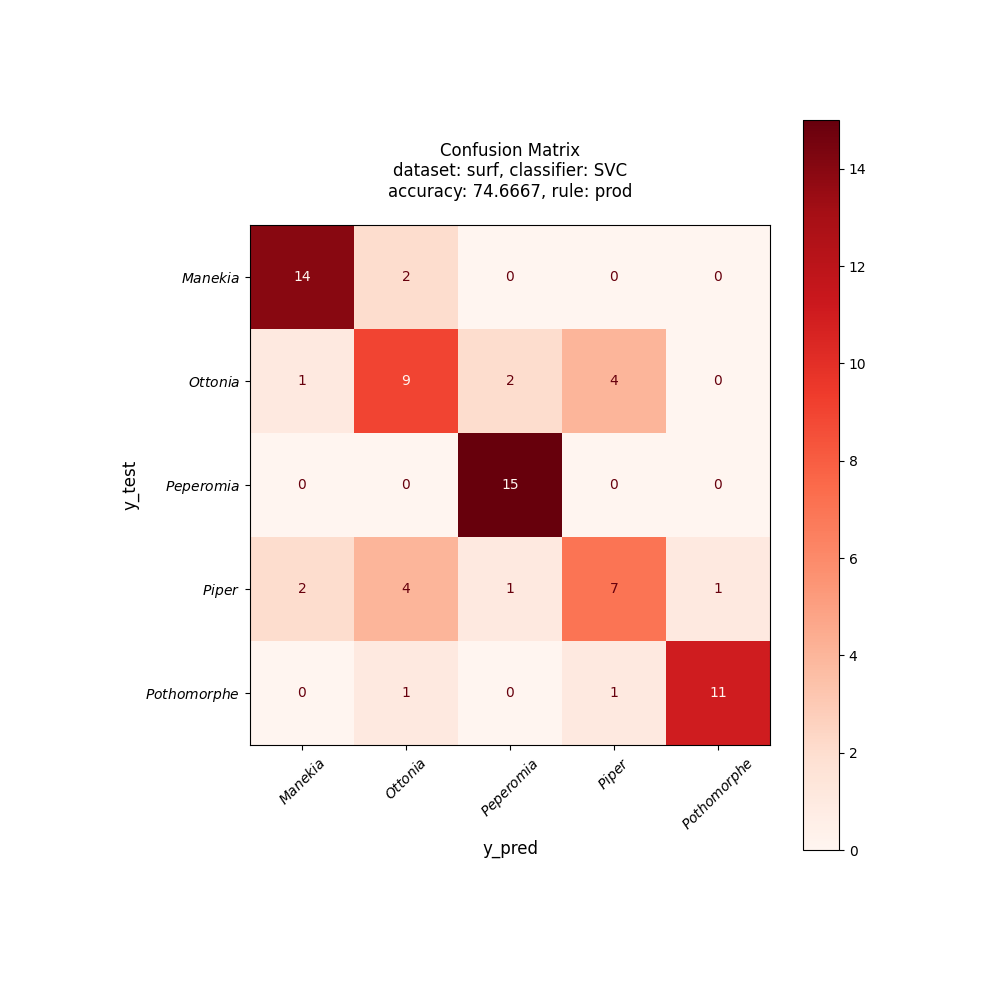 Confusion Matrix
dataset: surf, classifier: SVC
accuracy: 74.6667, rule: prod
Manekia 14 2 0 0 0
Ottonia 1 9 2 4 0
Peperomia 0 0 15 0 0
Piper 2 4 1 7 1
Pothomorphe 0 1 0 1 11
Manekia Ottonia Peperomia Piper Pothomorphe
y_test
y_pred
14
12
10
8
6
4
2
0